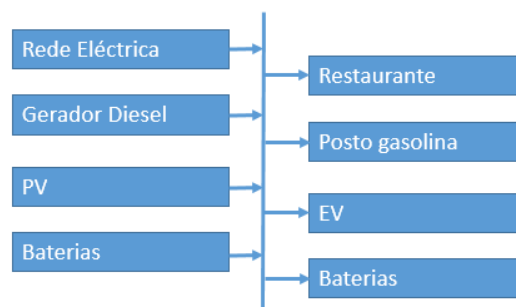 Rede Eléctrica
Gerador Diesel
PV
Baterias
Restaurante
Posto gasolina
EV
Baterias